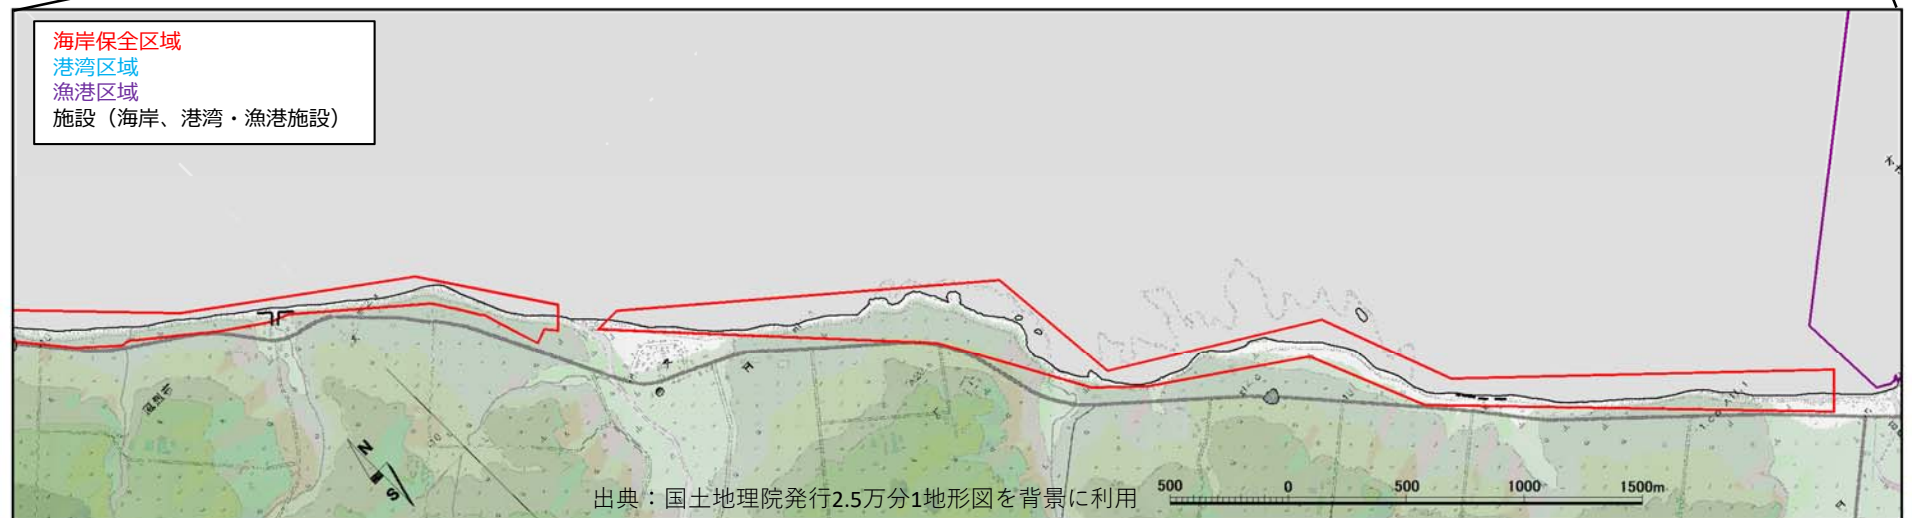 海岸保全区域
港湾区域
漁港区域
施設（海岸、港湾・漁港施設）
N
S
出典：国土地理院発行2.5万分1地形図を背景に利用
500 0 500 1000 1500m